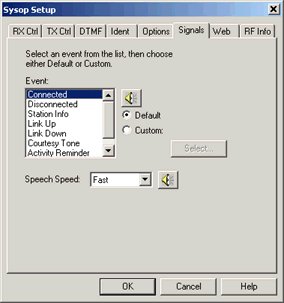 Sysop Setup
RX Ctrl TX Ctrl DTMF Ident Options Signals Web RF Info
Select an event from the list, then choose
either Default or Custom.
Event:
Connected
Disconnected
Station Info
Link Up
Link Down
Courtesy Tone
Activity Reminder
Default
Custom:
Select...
Speech Speed: Fast
OK Cancel Help